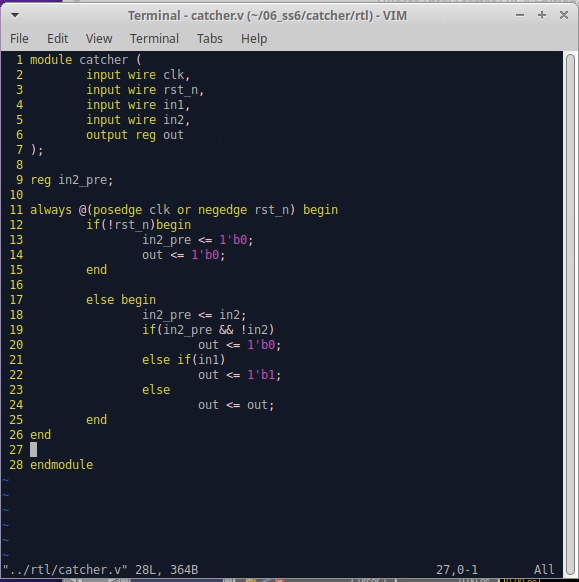 Terminal - catcher.v (~/06_ss6/catcher/rtl) - VIM
File Edit View Terminal Tabs Help
1 module catcher (
2         input wire clk,
3         input wire rst_n,
4         input wire in1,
5         input wire in2,
6         output reg out
7 );
8
9 reg in2_pre;
10
11 always @(posedge clk or negedge rst_n) begin
12         if(!rst_n)begin
13                 in2_pre <= 1'b0;
14                 out <= 1'b0;
15         end
16
17         else begin
18                 in2_pre <= in2;
19                 if(in2_pre && !in2)
20                         out <= 1'b0;
21                 else if(in1)
22                         out <= 1'b1;
23                 else
24                         out <= out;
25         end
26 end
27
28 endmodule
~
~
~
~
~
~
"../rtl/catcher.v" 28L, 364B 27,0-1 All